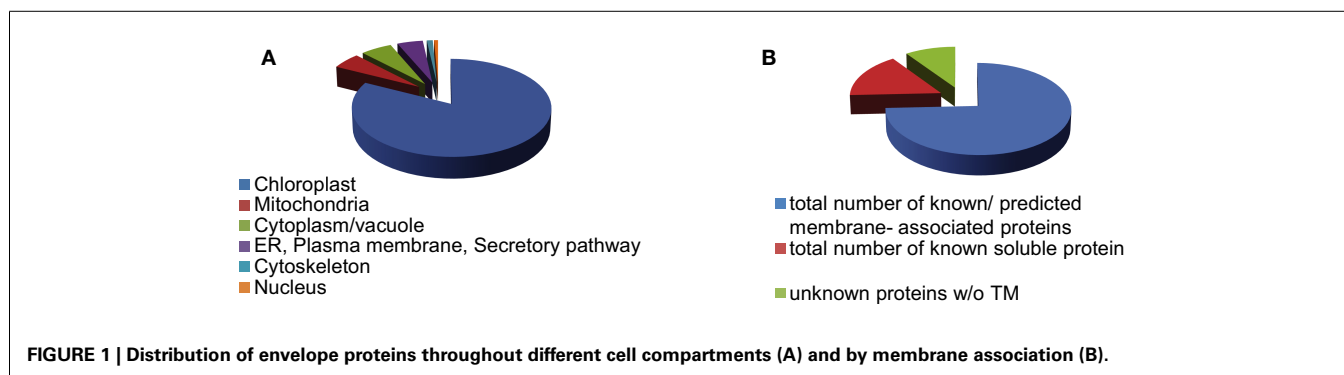 A
Chloroplast
Mitochondria
Cytoplasm/vacuole
ER, Plasma membrane, Secretory pathway
Cytoskeleton
Nucleus
B
total number of known/ predicted
membrane- associated proteins
total number of known soluble protein
unknown proteins w/o TM
FIGURE 1 | Distribution of envelope proteins throughout different cell compartments (A) and by membrane association (B).